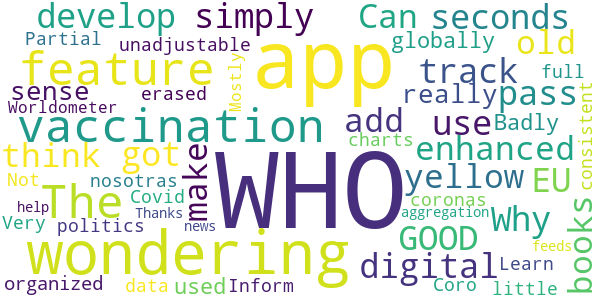 develop simply Can seconds
Partial unadjustable globally old
feature app track full
sense erased Mostly really pass
Worldometer
vaccination add use Badly consistent
charts
think got make WHO Why enhanced
Not nosotras yellow EU
The Covid coronas books
help Thanks aggregation
Very politics news GOOD
wondering digital feeds
organized data used Inform Coro Learn little